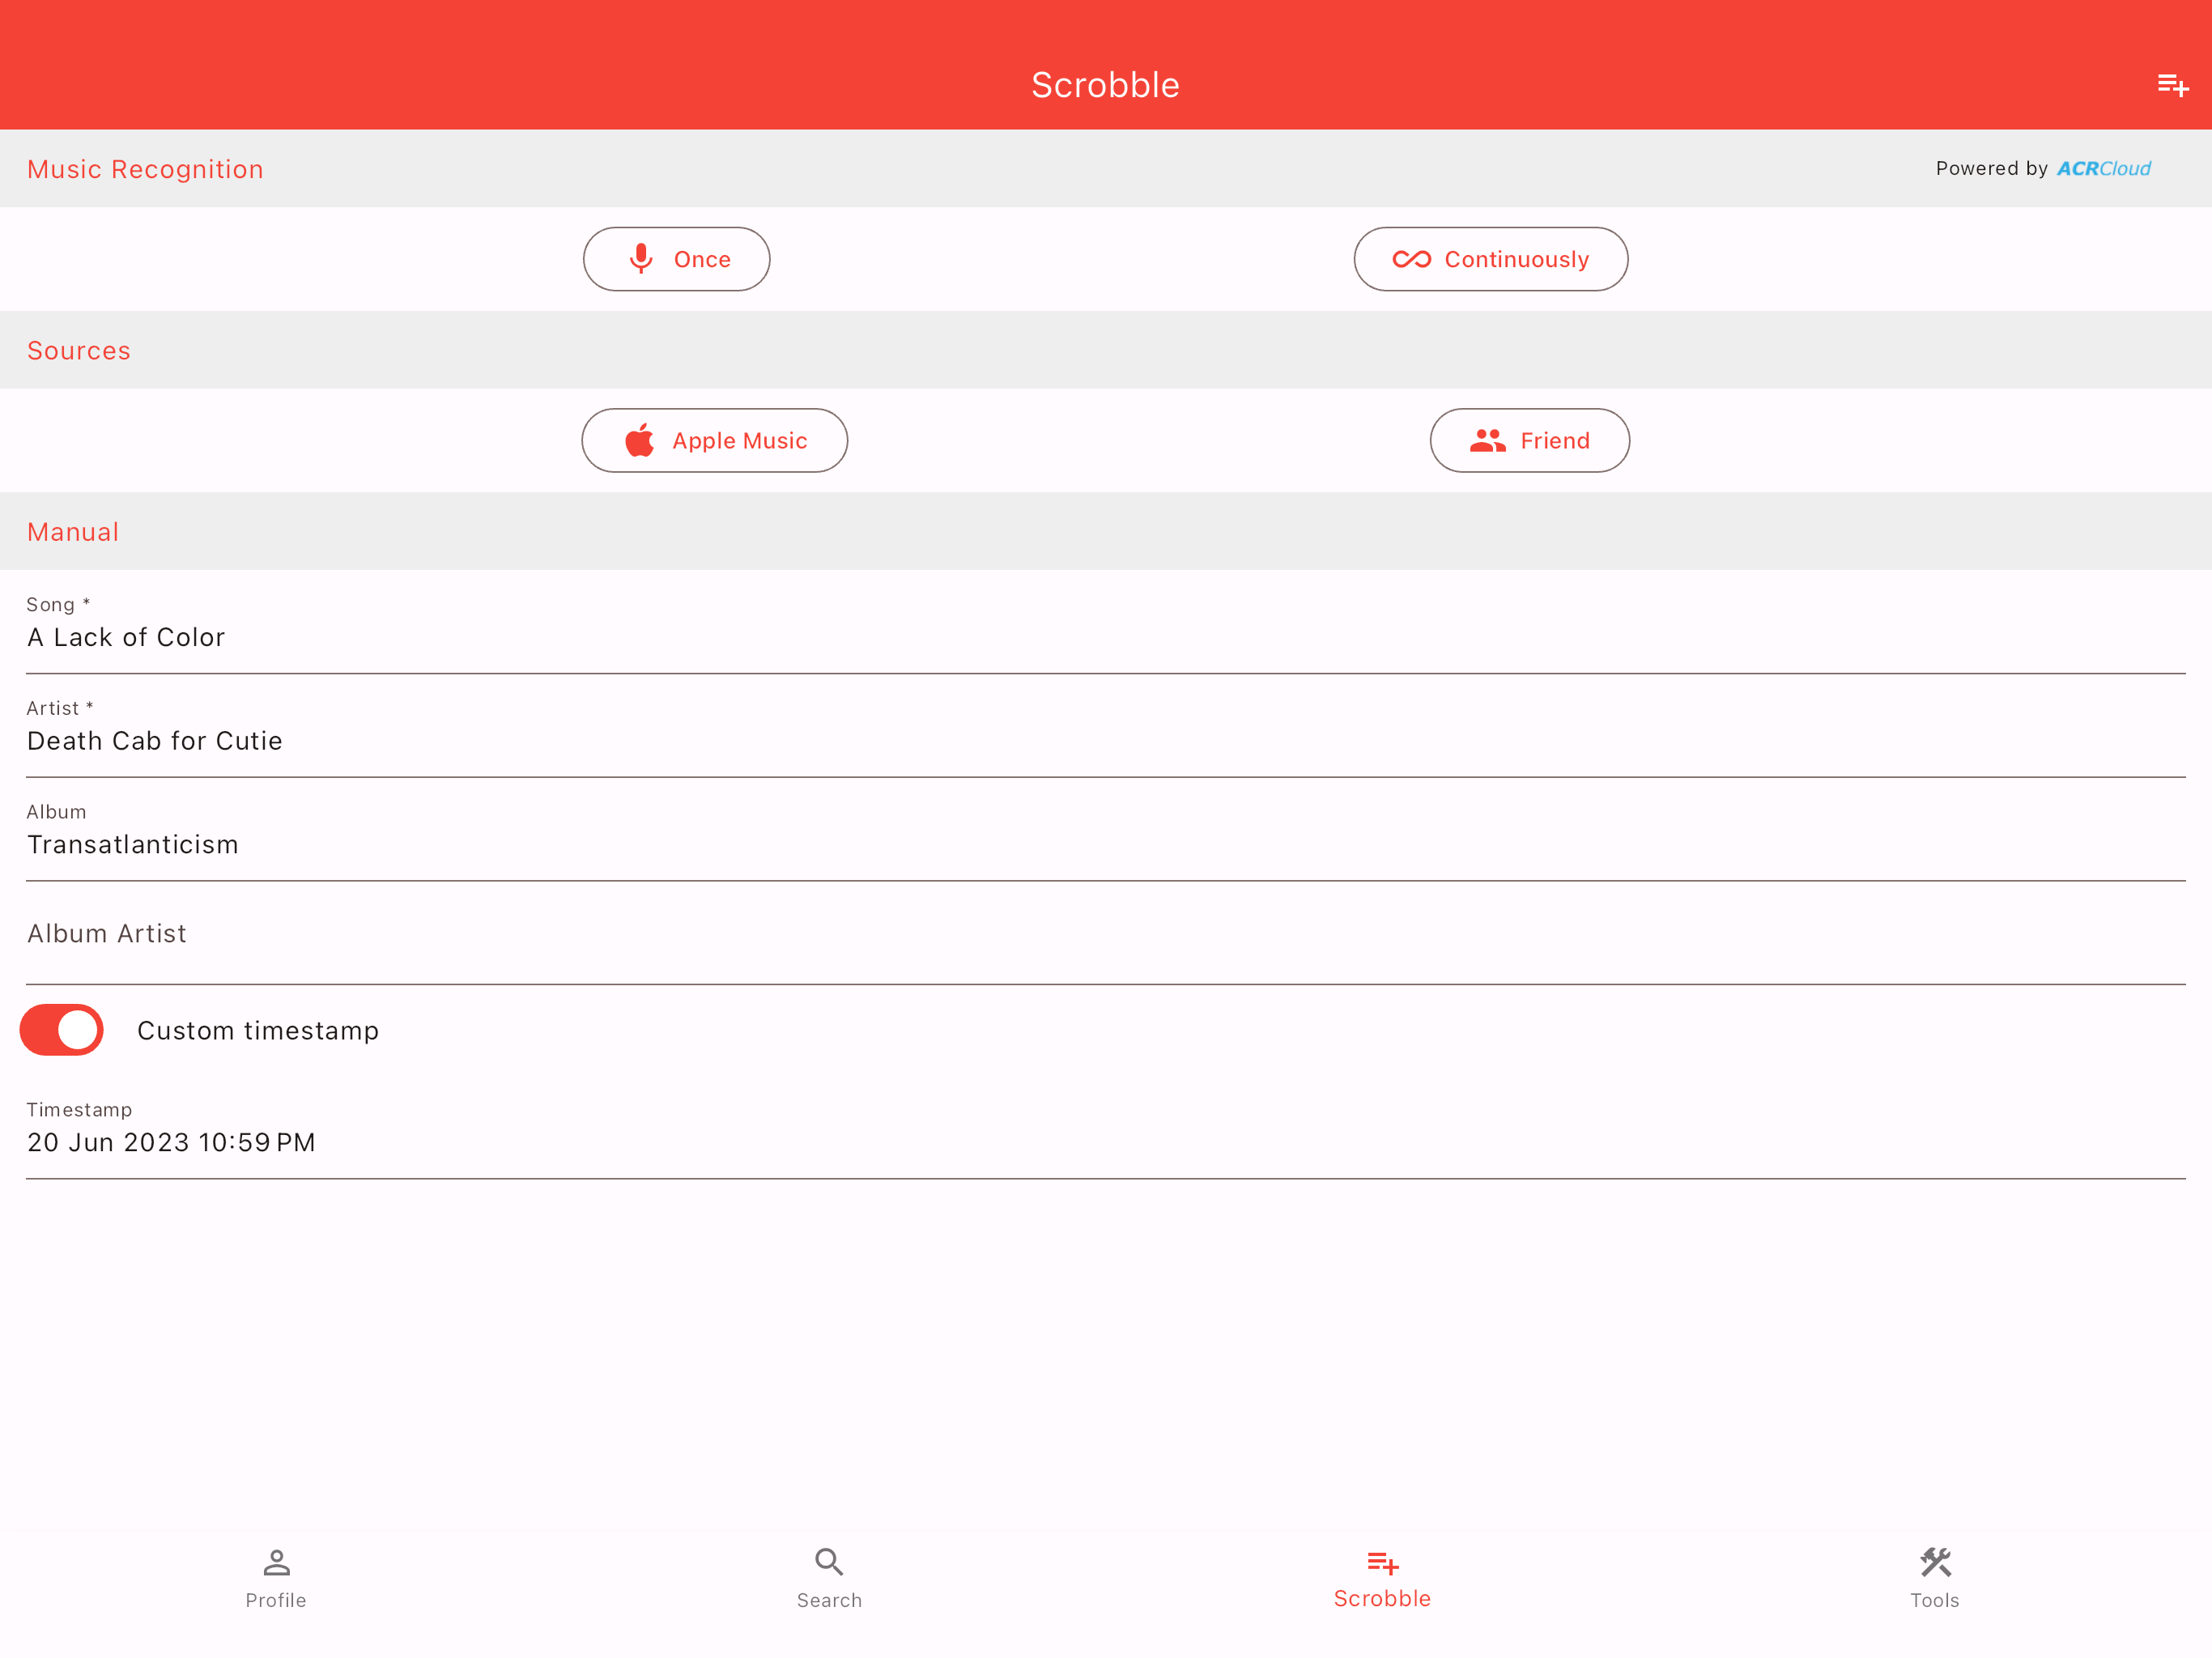 Scrobble
Music Recognition
Powered by ACRCloud
Once
Continuously
Sources
Apple Music
Friend
Manual
Song *
A Lack of Color
Artist *
Death Cab for Cutie
Album
Transatlanticism
Album Artist
Custom timestamp
Timestamp
20 Jun 2023 10:59 PM
Profile
Search
Scrobble
Tools